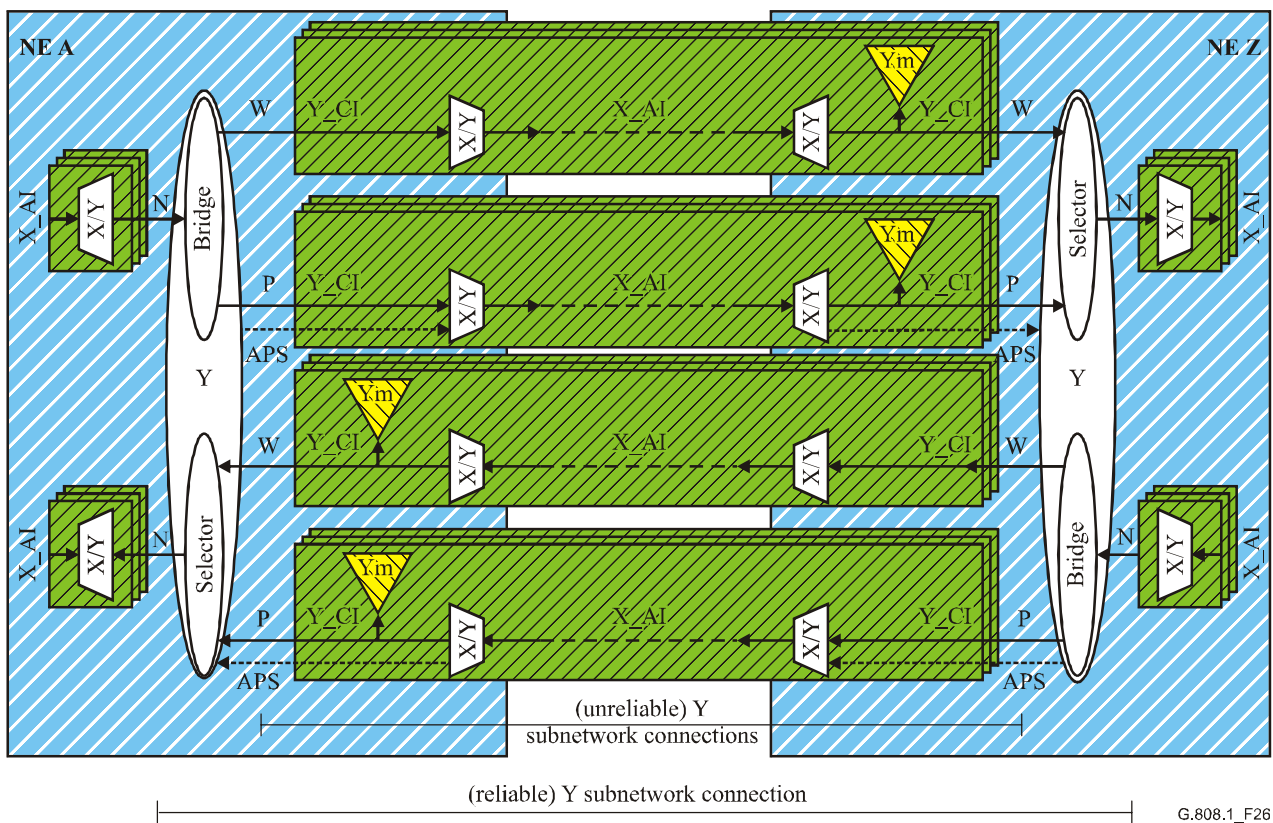 NE A
NE Z
W
Y_CI
X/Y
X_AI
X/Y
Ym
Y_CI
W
X_AI
X/Y
N
Bridge
Selector
N
X/Y
X_AI
P
Y_CI
X/Y
X_AI
X/Y
Ym
Y_CI
P
APS
APS
Y
Y
Ym
W
Y_CI
X/Y
X_AI
X/Y
Y_CI
W
X_AI
X/Y
N
Selector
Bridge
N
X/Y
X_AI
Ym
P
Y_CI
X/Y
X_AI
X/Y
Y_CI
P
APS
APS
(unreliable) Y
subnetwork connections
(reliable) Y subnetwork connection
G.808.1_F26